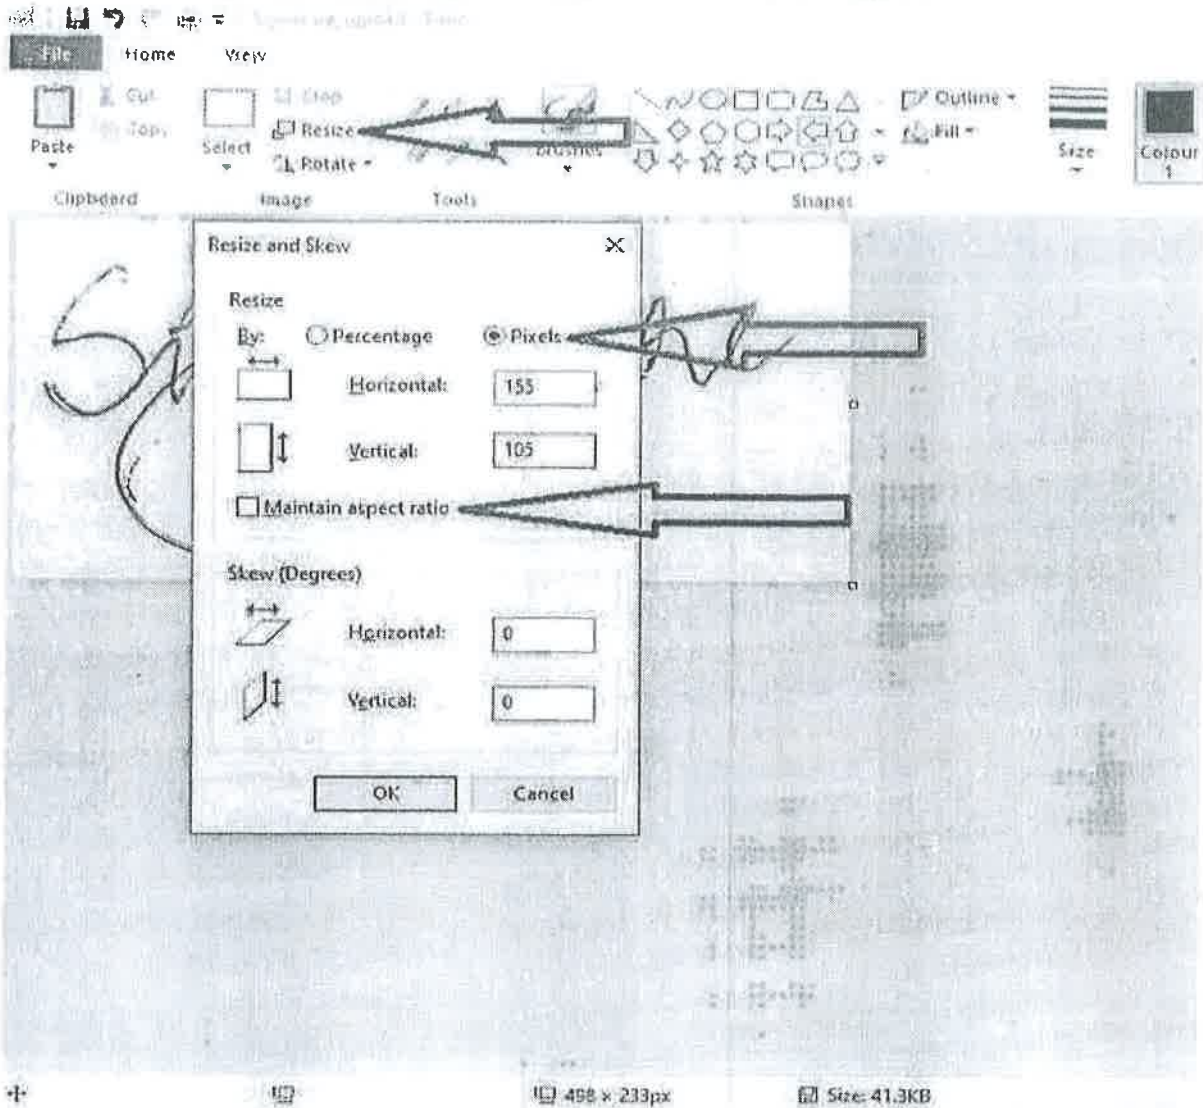 File Home View
Cut Crop Outline
Copy Resize Fill
Paste Select Rotate Brushes Size Colour
1
Clipboard Image Tools Shapes
Resize and Skew
Resize
By: Percentage Pixels
Horizontal: 155
Vertical: 105
Maintain aspect ratio
Skew (Degrees)
Horizontal: 0
Vertical: 0
OK Cancel
498 × 233px Size: 41.3KB